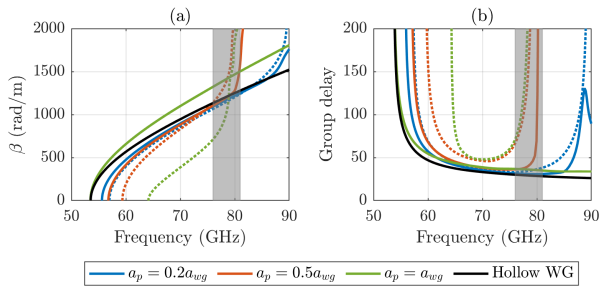 (a)
(b)
2000
1500
1000
500
0
β (rad/m)
50 60 70 80 90
Frequency (GHz)
200
150
100
50
0
Group delay
50 60 70 80 90
Frequency (GHz)
a_p = 0.2a_wg a_p = 0.5a_wg a_p = a_wg Hollow WG